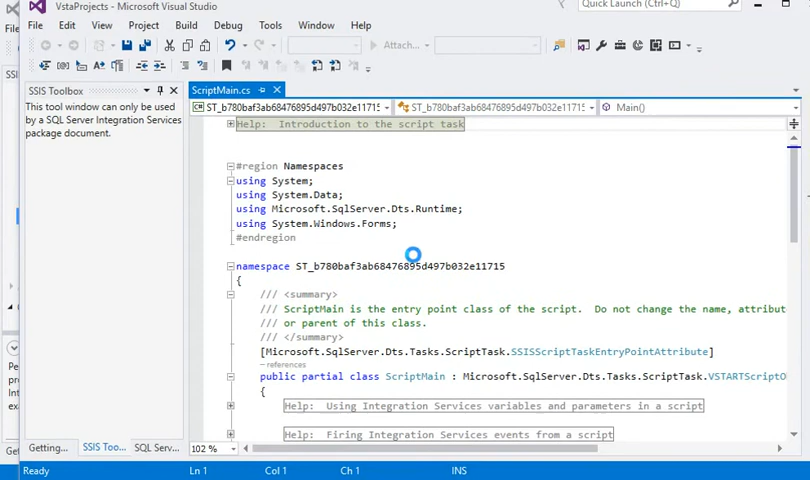 VstaProjects - Microsoft Visual Studio
Quick Launch (Ctrl+Q)
File Edit View Project Build Debug Tools Window Help
Attach...
SSIS Toolbox
This tool window can only be used
by a SQL Server Integration Services
package document.
ScriptMain.cs
ST_b780baf3ab68476895d497b032e11715 ST_b780baf3ab68476895d497b032e11715 Main()
Help: Introduction to the script task
#region Namespaces
using System;
using System.Data;
using Microsoft.SqlServer.Dts.Runtime;
using System.Windows.Forms;
#endregion
namespace ST_b780baf3ab68476895d497b032e11715
{
/// <summary>
/// ScriptMain is the entry point class of the script. Do not change the name, attribut
/// or parent of this class.
/// </summary>
[Microsoft.SqlServer.Dts.Tasks.ScriptTask.SSISScriptTaskEntryPointAttribute]
references
public partial class ScriptMain : Microsoft.SqlServer.Dts.Tasks.ScriptTask.VSTARTScriptO
{
Help: Using Integration Services variables and parameters in a script
Help: Firing Integration Services events from a script
Getting... SSIS Too... SQL Serv...
102 %
Ready Ln 1 Col 1 Ch 1 INS